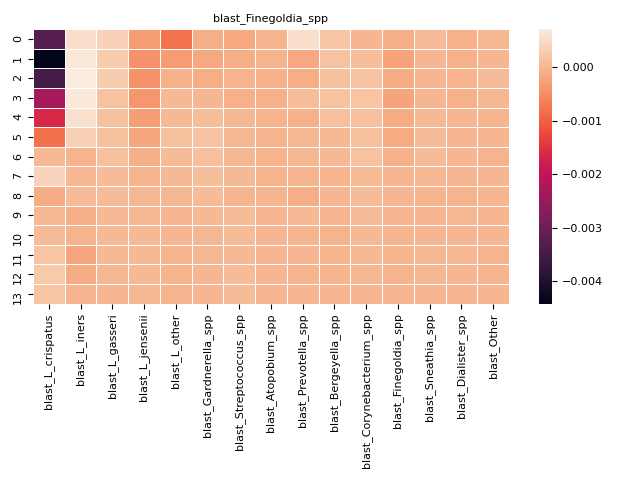 blast_Finegoldia_spp
0
1
2
3
4
5
6
7
8
9
10
11
12
13
blast_L_crispatus
blast_L_iners
blast_L_gasseri
blast_L_jensenii
blast_L_other
blast_Gardnerella_spp
blast_Streptococcus_spp
blast_Atopobium_spp
blast_Prevotella_spp
blast_Bergeyella_spp
blast_Corynebacterium_spp
blast_Finegoldia_spp
blast_Sneathia_spp
blast_Dialister_spp
blast_Other
0.000
−0.001
−0.002
−0.003
−0.004